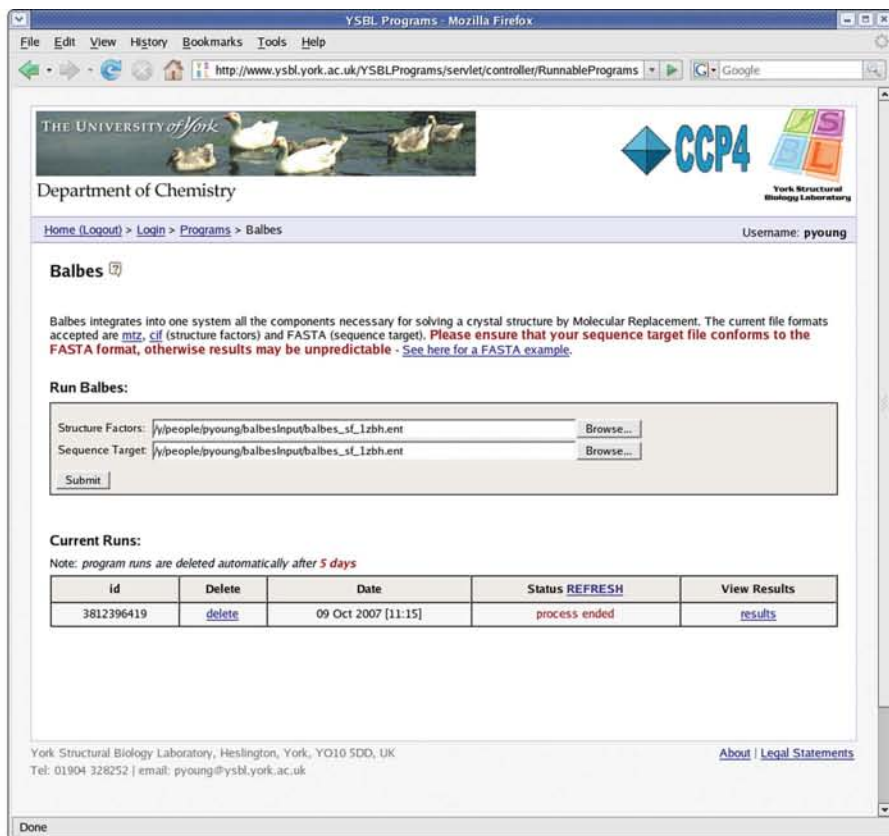 YSBL Programs - Mozilla Firefox
File Edit View History Bookmarks Tools Help
http://www.ysbl.york.ac.uk/YSBLPrograms/servlet/controller/RunnablePrograms
G Google
THE UNIVERSITY of York
Department of Chemistry
CCP4
YSBL
York Structural
Biology Laboratory
Home (Logout) > Login > Programs > Balbes
Username: pyoung
Balbes ?
Balbes integrates into one system all the components necessary for solving a crystal structure by Molecular Replacement. The current file formats
accepted are mtz, cif (structure factors) and FASTA (sequence target). Please ensure that your sequence target file conforms to the
FASTA format, otherwise results may be unpredictable - See here for a FASTA example.
Run Balbes:
Structure Factors: /y/people/pyoung/balbesInput/balbes_sf_1zbh.ent Browse...
Sequence Target: /y/people/pyoung/balbesInput/balbes_sf_1zbh.ent Browse...
Submit
Current Runs:
Note: program runs are deleted automatically after 5 days
id Delete Date Status REFRESH View Results
3812396419 delete 09 Oct 2007 [11:15] process ended results
York Structural Biology Laboratory, Heslington, York, YO10 5DD, UK
About | Legal Statements
Tel: 01904 328252 | email: pyoung@ysbl.york.ac.uk
Done